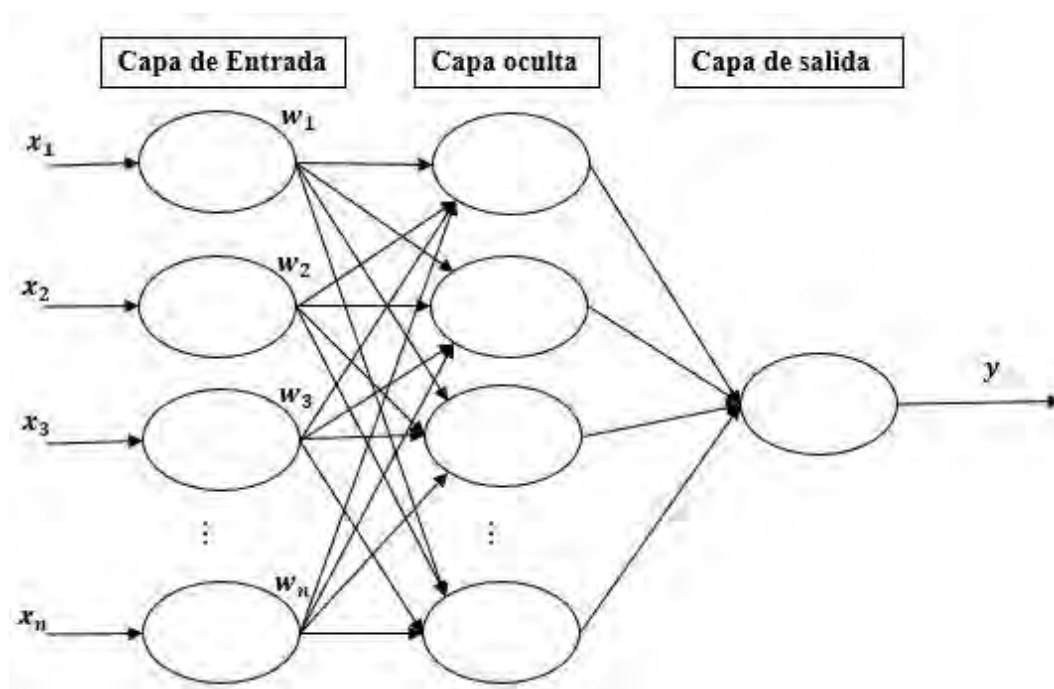 Capa de Entrada
Capa oculta
Capa de salida
x₁
w₁
x₂
w₂
x₃
w₃
y
⋮
⋮
xₙ
wₙ